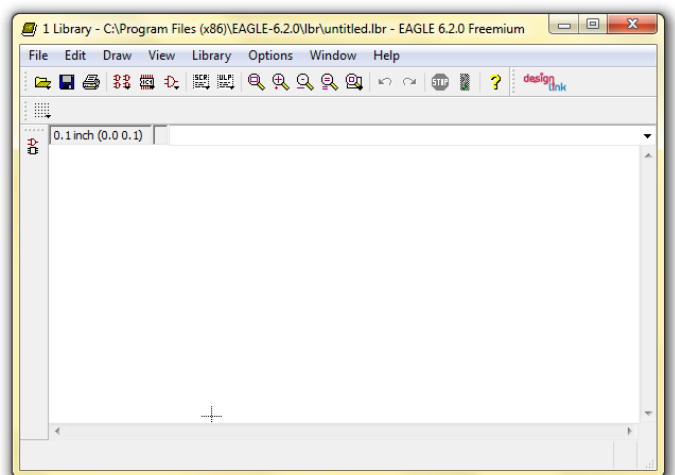 1 Library - C:\Program Files (x86)\EAGLE-6.2.0\lbr\untitled.lbr - EAGLE 6.2.0 Freemium
File Edit Draw View Library Options Window Help
SCR ULP STOP ? design link
0.1 inch (0.0 0.1)